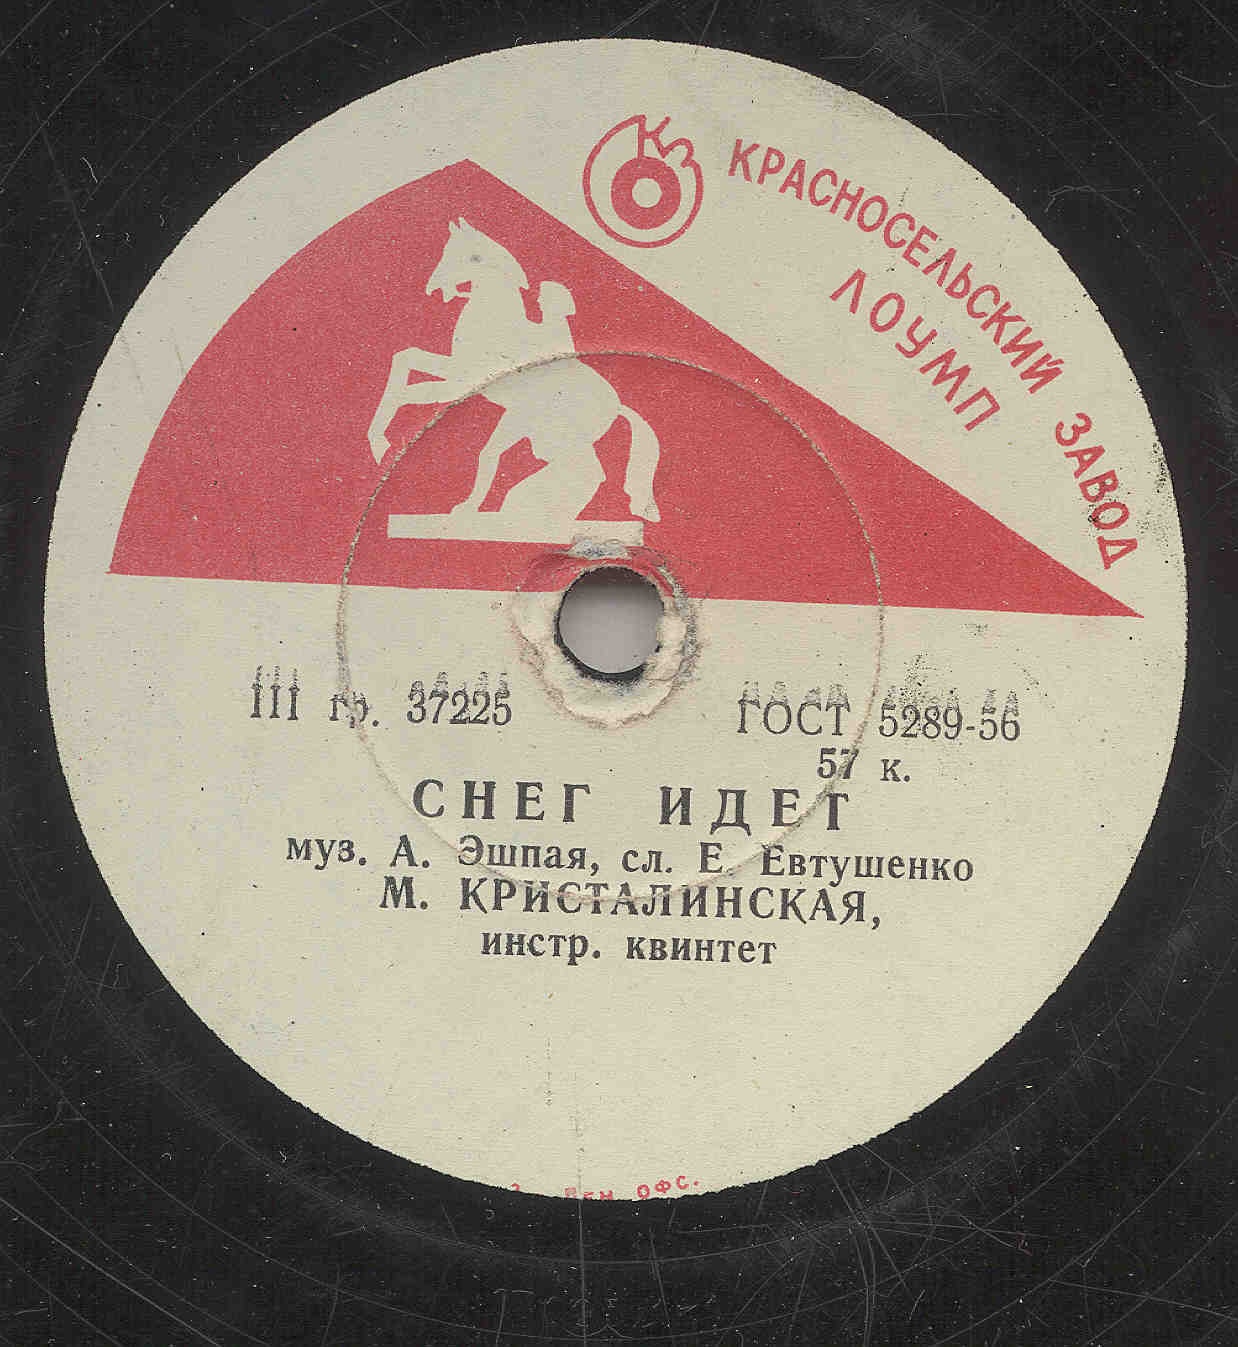 КРАСНОСЕЛЬСКИЙ ЗАВОД
ЛОУМП
III гр. 37225 ГОСТ 5289-56
57 к.
СНЕГ ИДЕТ
муз. А. Эшпая, сл. Е. Евтушенко
М. КРИСТАЛИНСКАЯ,
инстр. квинтет
ОФС.